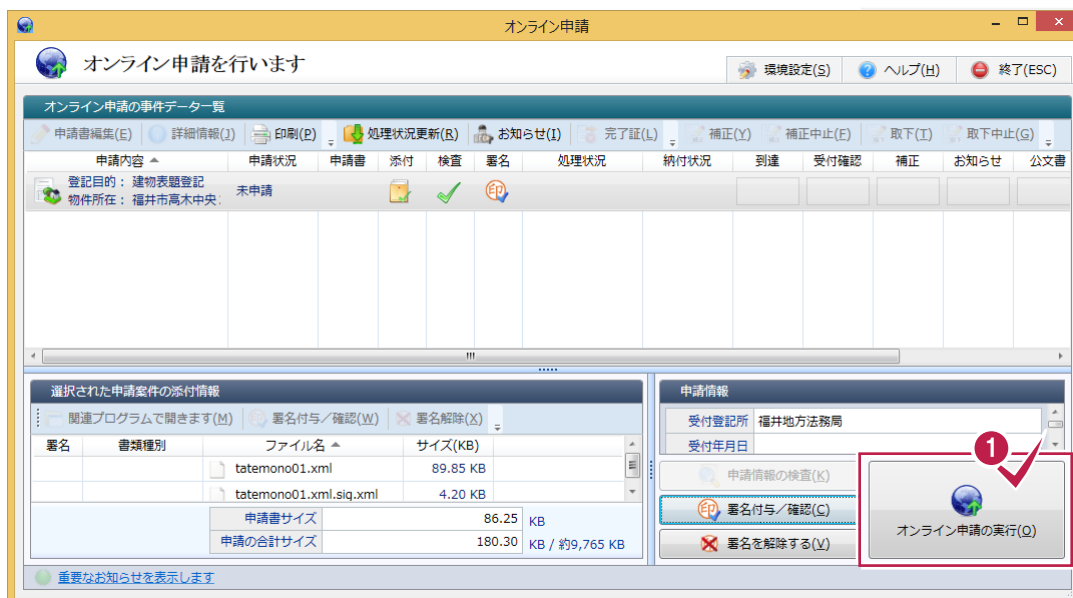 オンライン申請
オンライン申請を行います
環境設定(S) ヘルプ(H) 終了(ESC)
オンライン申請の事件データ一覧
申請書編集(E) 詳細情報(J) 印刷(P) 処理状況更新(R) お知らせ(I) 完了証(L) 補正(Y) 補正中止(F) 取下(T) 取下中止(G)
申請内容 申請状況 申請書 添付 検査 署名 処理状況 納付状況 到達 受付確認 補正 お知らせ 公文書
登記目的： 建物表題登記
物件所在： 福井市高木中央
未申請
選択された申請案件の添付情報
関連プログラムで開きます(M) 署名付与／確認(W) 署名解除(X)
署名 書類種別 ファイル名 サイズ(KB)
tatemono01.xml 89.85 KB
tatemono01.xml.sig.xml 4.20 KB
申請書サイズ 86.25 KB
申請の合計サイズ 180.30 KB / 約9,765 KB
申請情報
受付登記所 福井地方法務局
受付年月日
申請情報の検査(K)
署名付与／確認(C)
署名を解除する(V)
1
オンライン申請の実行(O)
重要なお知らせを表示します